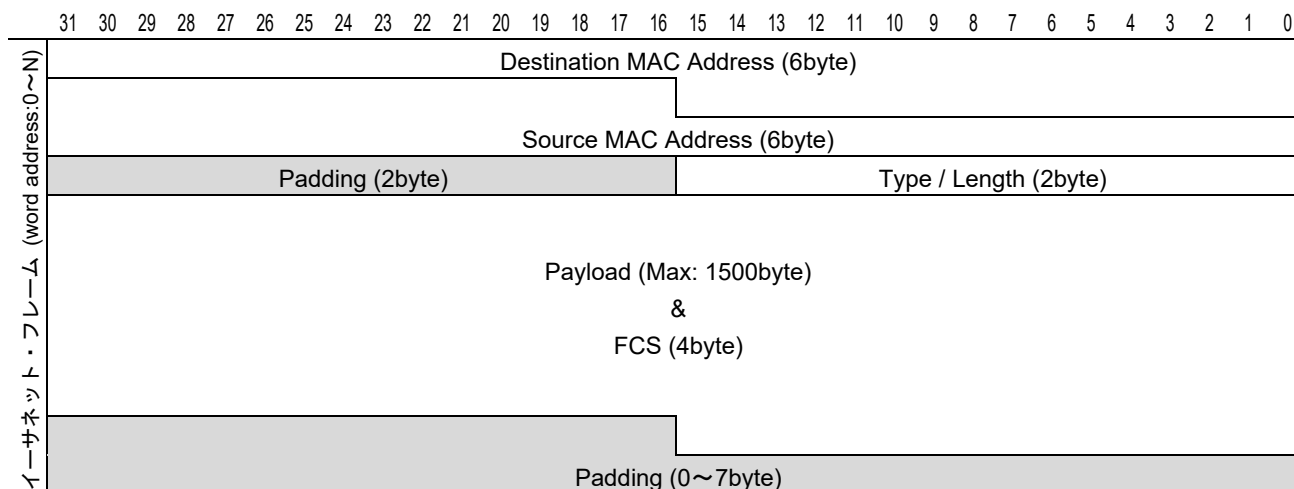 31 30 29 28 27 26 25 24 23 22 21 20 19 18 17 16 15 14 13 12 11 10 9 8 7 6 5 4 3 2 1 0
イーサネット・フレーム (word address:0～N)
Destination MAC Address (6byte)
Source MAC Address (6byte)
Padding (2byte) Type / Length (2byte)
Payload (Max: 1500byte)
&
FCS (4byte)
Padding (0～7byte)